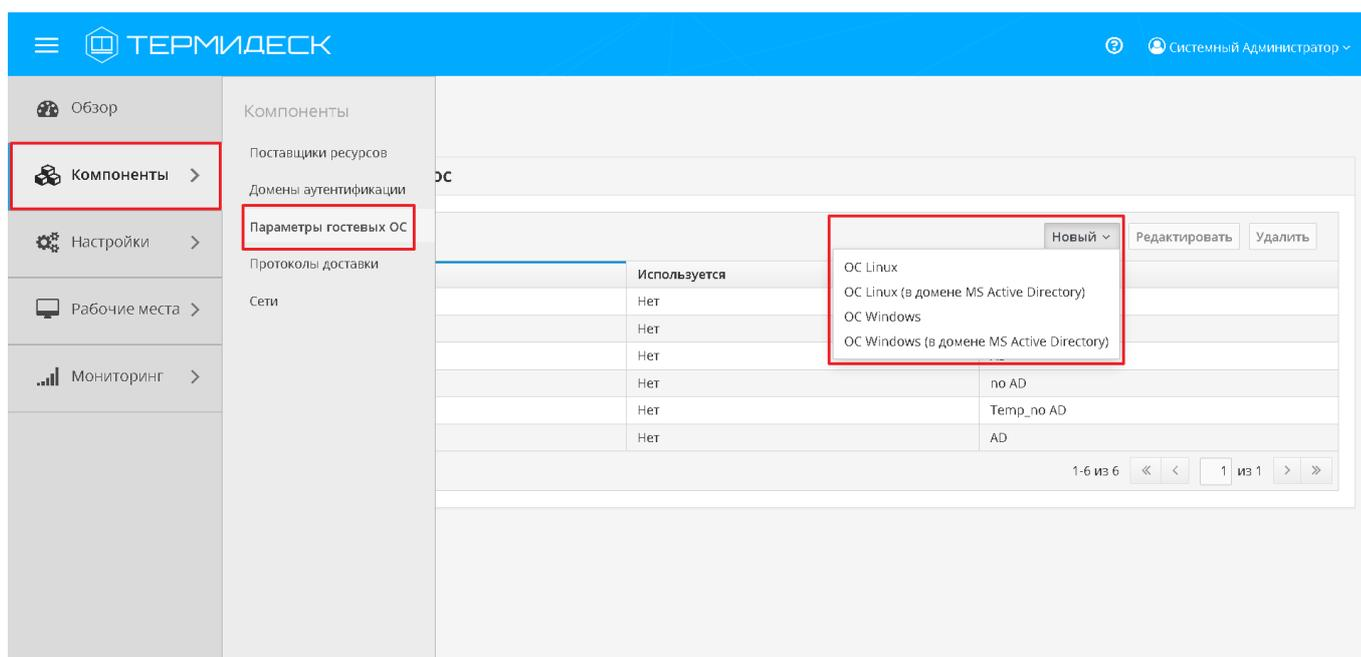 ТЕРМИДЕСК
Системный Администратор
Обзор
Компоненты
Настройки
Рабочие места
Мониторинг
Компоненты
Поставщики ресурсов
Домены аутентификации
Параметры гостевых ОС
Протоколы доставки
Сети
ос
Новый
Редактировать
Удалить
ОС Linux
ОС Linux (в домене MS Active Directory)
ОС Windows
ОС Windows (в домене MS Active Directory)
Используется
Нет
Нет
Нет
Нет no AD
Нет Temp_no AD
Нет AD
1-6 из 6 1 из 1